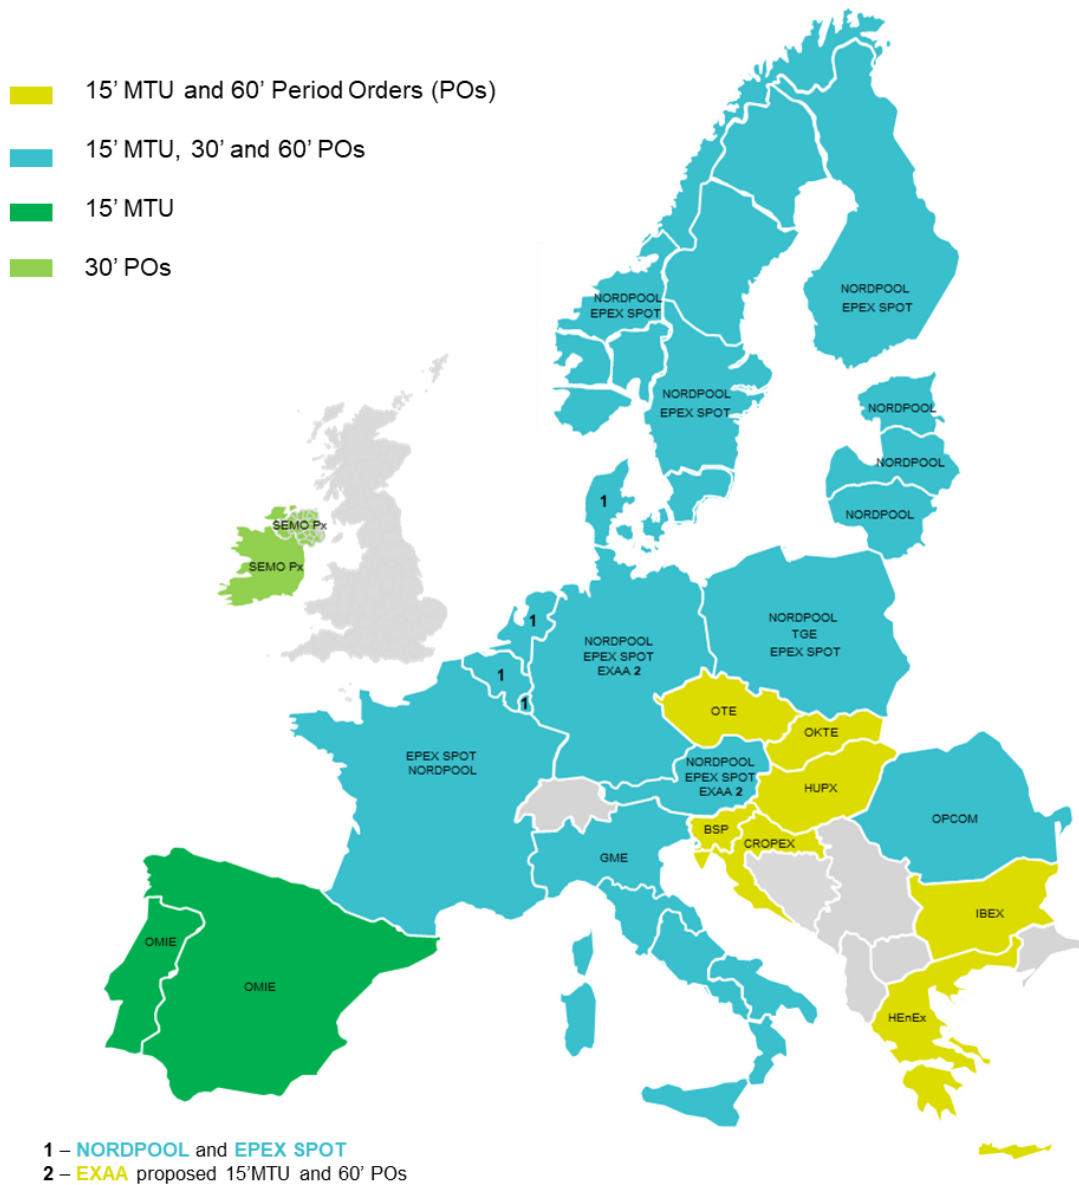 15' MTU and 60' Period Orders (POs)
15' MTU, 30' and 60' POs
15' MTU
30' POs
NORDPOOL
EPEX SPOT
NORDPOOL
EPEX SPOT
NORDPOOL
EPEX SPOT
NORDPOOL
NORDPOOL
NORDPOOL
1
SEMO Px
SEMO Px
1
1
1
NORDPOOL
EPEX SPOT
EXAA 2
NORDPOOL
TGE
EPEX SPOT
OTE
OKTE
EPEX SPOT
NORDPOOL
NORDPOOL
EPEX SPOT
EXAA 2
HUPX
OPCOM
BSP
CROPEX
GME
IBEX
OMIE
OMIE
HEnEx
1 – NORDPOOL and EPEX SPOT
2 – EXAA proposed 15'MTU and 60' POs